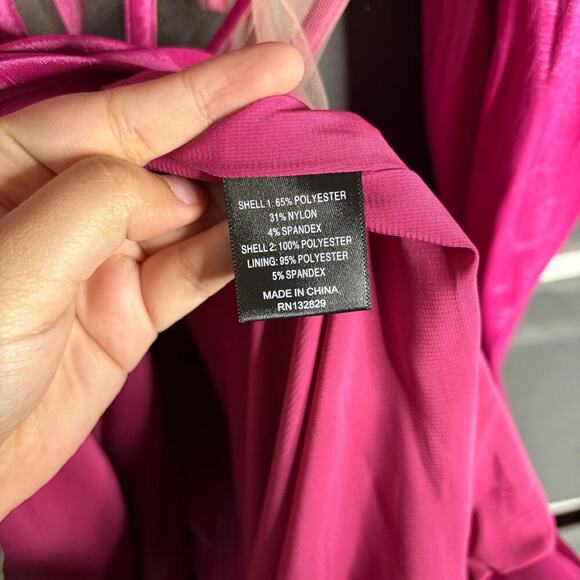 SHELL 1: 65% POLYESTER
31% NYLON
4% SPANDEX
SHELL 2: 100% POLYESTER
LINING: 95% POLYESTER
5% SPANDEX
MADE IN CHINA
RN132829